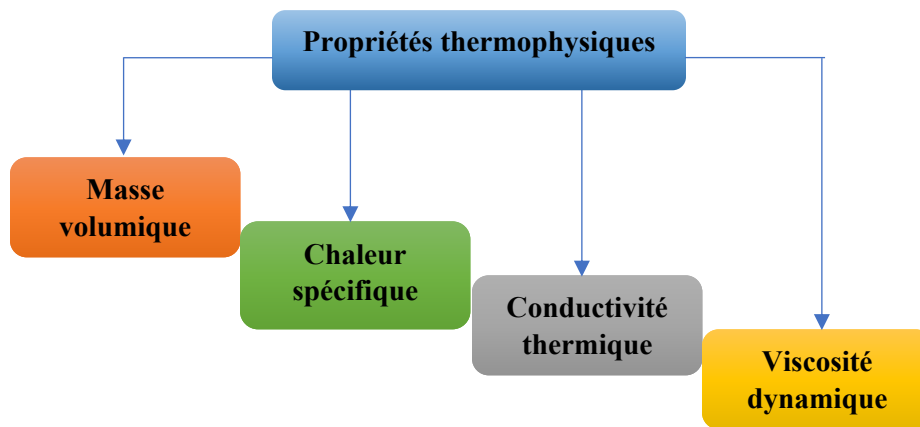 Propriétés thermophysiques
Masse
volumique
Chaleur
spécifique
Conductivité
thermique
Viscosité
dynamique